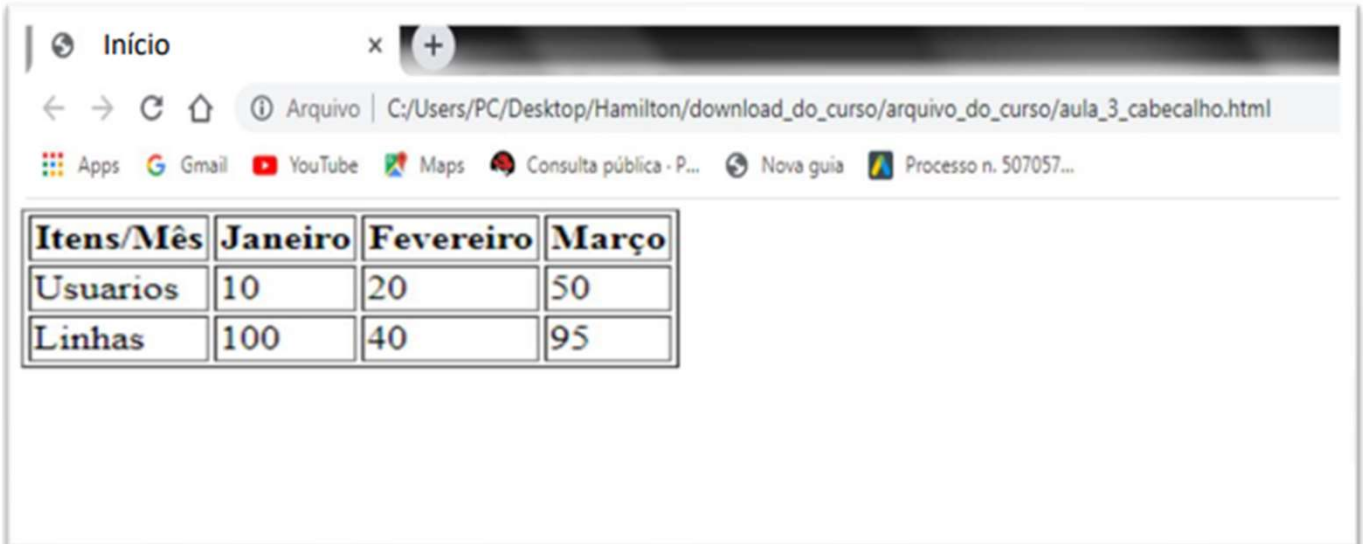 Início
Arquivo | C:/Users/PC/Desktop/Hamilton/download_do_curso/arquivo_do_curso/aula_3_cabecalho.html
Apps Gmail YouTube Maps Consulta pública - P... Nova guia Processo n. 507057...
Itens/Mês Janeiro Fevereiro Março
Usuarios 10 20 50
Linhas 100 40 95